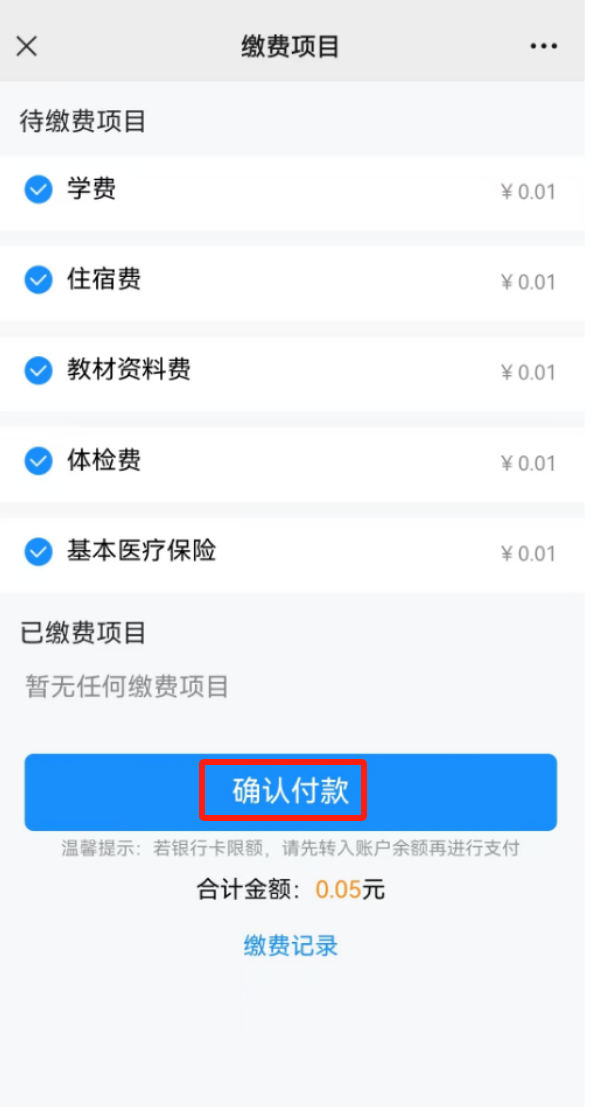 缴费项目
待缴费项目
学费 ¥ 0.01
住宿费 ¥ 0.01
教材资料费 ¥ 0.01
体检费 ¥ 0.01
基本医疗保险 ¥ 0.01
已缴费项目
暂无任何缴费项目
确认付款
温馨提示：若银行卡限额，请先转入账户余额再进行支付
合计金额：0.05元
缴费记录